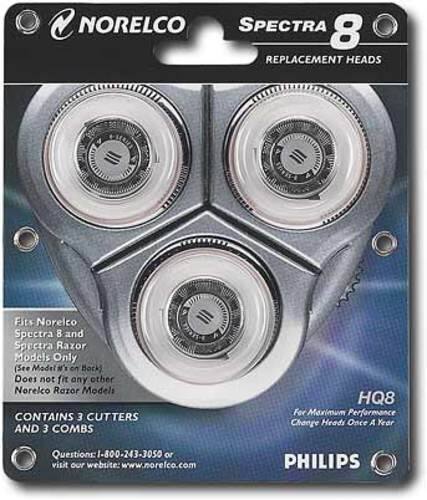 NORELCO SPECTRA 8
REPLACEMENT HEADS
Fits Norelco
Spectra 8 and
Spectra Razor
Models Only
(See Model #'s on Back)
Does not fit any other
Norelco Razor Models
CONTAINS 3 CUTTERS
AND 3 COMBS
Questions: 1-800-243-3050 or
visit our website: www.norelco.com
HQ8
For Maximum Performance
Change Heads Once A Year
PHILIPS